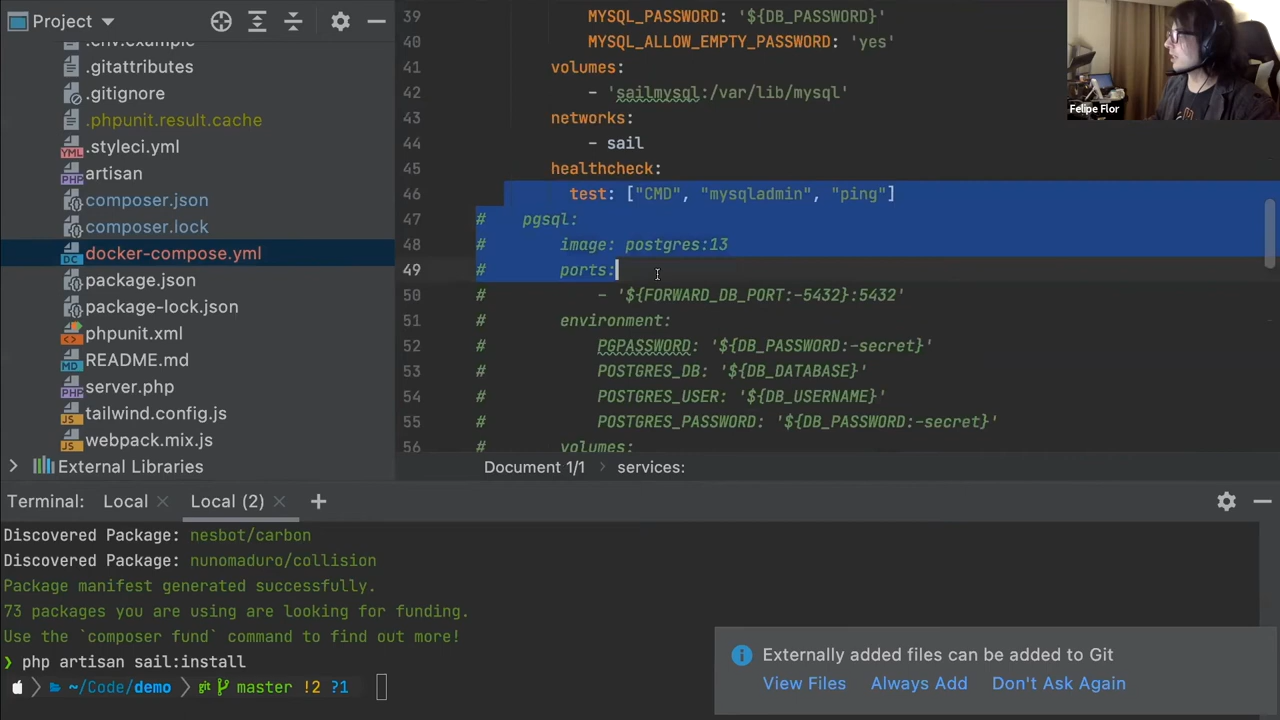 Project
.env.example
.gitattributes
.gitignore
.phpunit.result.cache
.styleci.yml
artisan
composer.json
composer.lock
docker-compose.yml
package.json
package-lock.json
phpunit.xml
README.md
server.php
tailwind.config.js
webpack.mix.js
External Libraries
39 MYSQL_PASSWORD: '${DB_PASSWORD}'
40 MYSQL_ALLOW_EMPTY_PASSWORD: 'yes'
41 volumes:
42 - 'sailmysql:/var/lib/mysql'
43 networks:
44 - sail
45 healthcheck:
46 test: ["CMD", "mysqladmin", "ping"]
47 # pgsql:
48 # image: postgres:13
49 # ports:
50 # - '${FORWARD_DB_PORT:-5432}:5432'
51 # environment:
52 # PGPASSWORD: '${DB_PASSWORD:-secret}'
53 # POSTGRES_DB: '${DB_DATABASE}'
54 # POSTGRES_USER: '${DB_USERNAME}'
55 # POSTGRES_PASSWORD: '${DB_PASSWORD:-secret}'
56 # volumes:
Document 1/1 > services:
Felipe Flor
Terminal: Local Local (2)
Discovered Package: nesbot/carbon
Discovered Package: nunomaduro/collision
Package manifest generated successfully.
73 packages you are using are looking for funding.
Use the `composer fund` command to find out more!
❯ php artisan sail:install
~/Code/demo git master !2 ?1
Externally added files can be added to Git
View Files Always Add Don't Ask Again